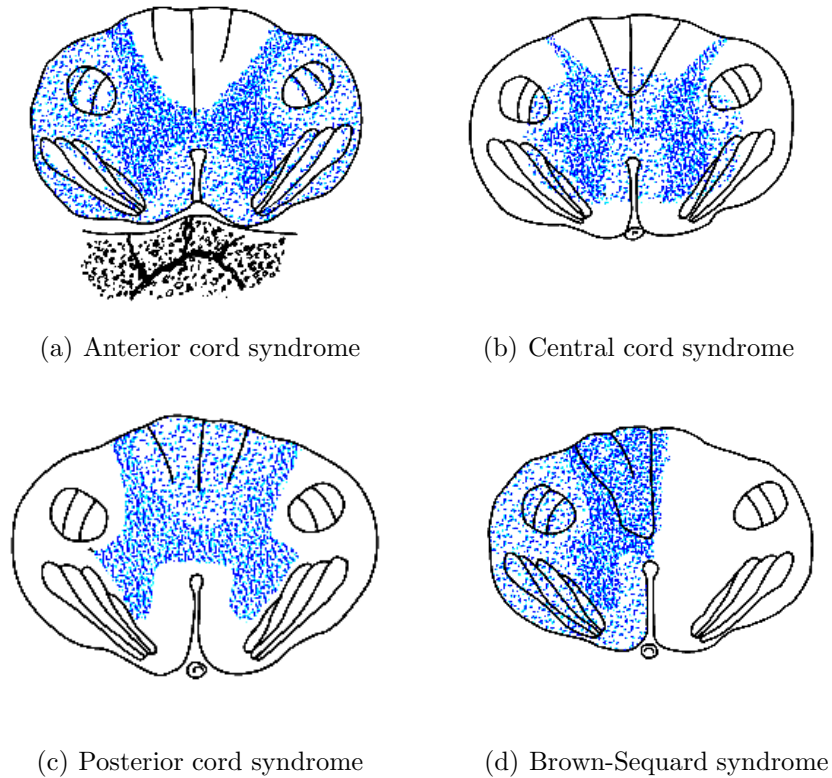 (a) Anterior cord syndrome
(b) Central cord syndrome
(c) Posterior cord syndrome
(d) Brown-Sequard syndrome